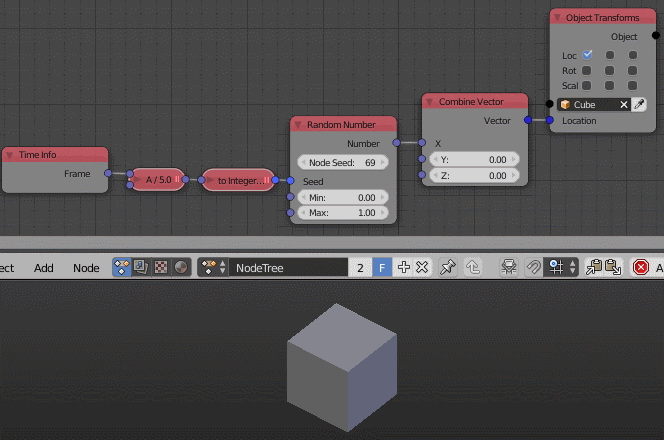 Object Transforms
Object
Loc
Rot
Scal
Cube
Location
Combine Vector
Vector
X
Y: 0.00
Z: 0.00
Random Number
Number
Node Seed: 69
Seed
Min: 0.00
Max: 1.00
Time Info
Frame
A / 5.0
to Integer...
ect Add Node NodeTree 2 F A